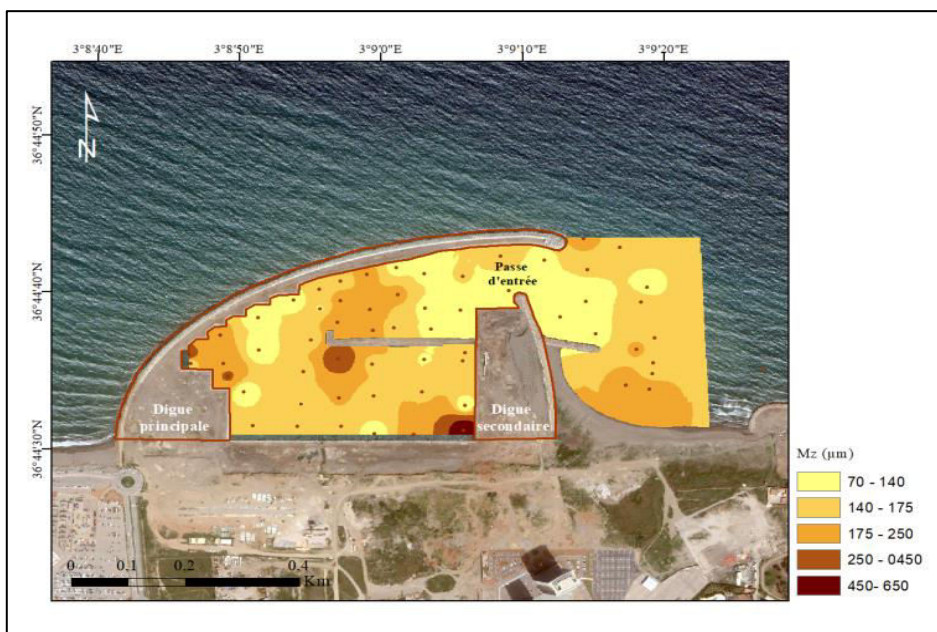 3°8'40"E 3°8'50"E 3°9'0"E 3°9'10"E 3°9'20"E
36°44'50"N
N
36°44'40"N
Passe
d'entrée
Digue
principale
Digue
secondaire
36°44'30"N
Mz (µm)
70 - 140
140 - 175
175 - 250
250 - 0450
450- 650
0 0,1 0,2 0,4
Km